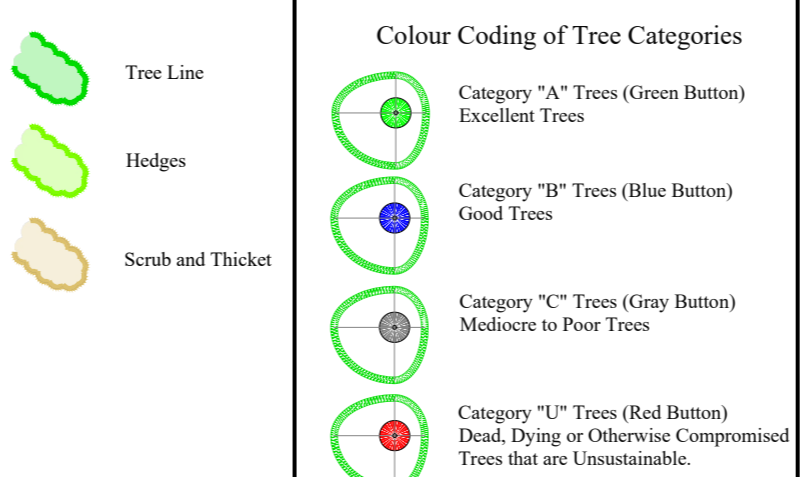 Tree Line
Hedges
Scrub and Thicket
Colour Coding of Tree Categories
Category "A" Trees (Green Button)
Excellent Trees
Category "B" Trees (Blue Button)
Good Trees
Category "C" Trees (Gray Button)
Mediocre to Poor Trees
Category "U" Trees (Red Button)
Dead, Dying or Otherwise Compromised
Trees that are Unsustainable.